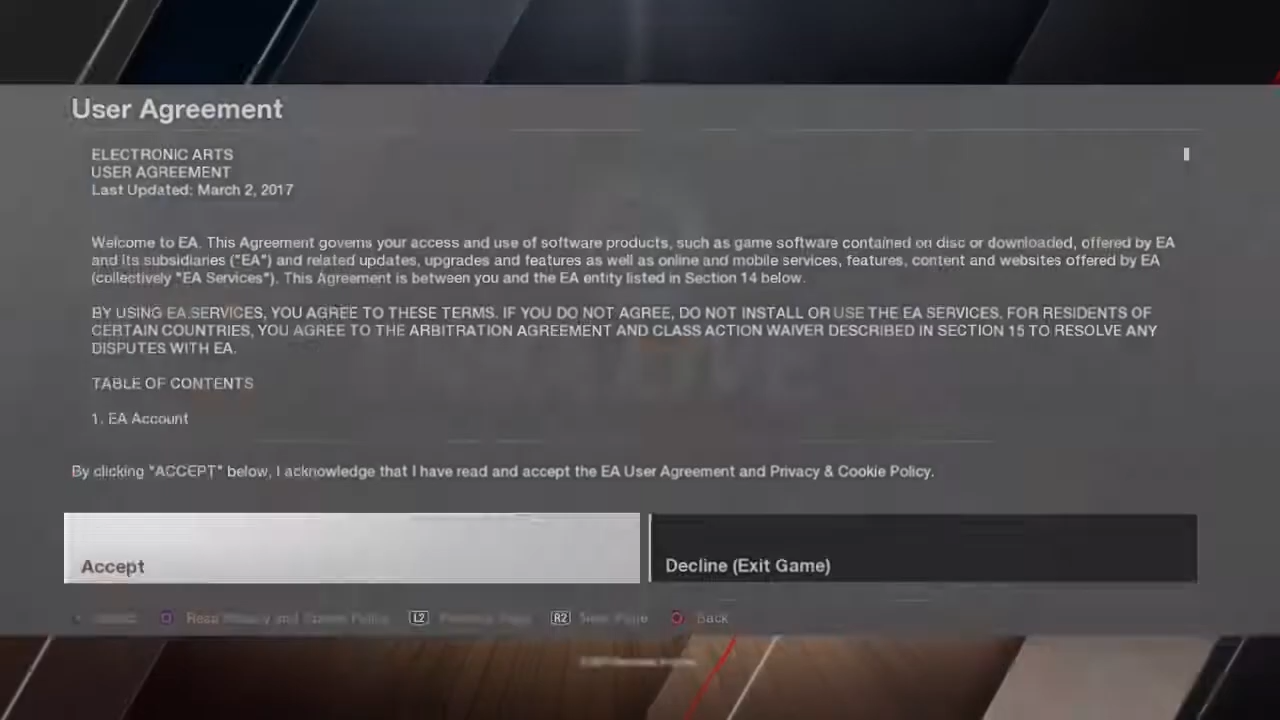 User Agreement
ELECTRONIC ARTS
USER AGREEMENT
Last Updated: March 2, 2017
Welcome to EA. This Agreement governs your access and use of software products, such as game software contained on disc or downloaded, offered by EA
and its subsidiaries ("EA") and related updates, upgrades and features as well as online and mobile services, features, content and websites offered by EA
(collectively "EA Services"). This Agreement is between you and the EA entity listed in Section 14 below.
BY USING EA SERVICES, YOU AGREE TO THESE TERMS. IF YOU DO NOT AGREE, DO NOT INSTALL OR USE THE EA SERVICES. FOR RESIDENTS OF
CERTAIN COUNTRIES, YOU AGREE TO THE ARBITRATION AGREEMENT AND CLASS ACTION WAIVER DESCRIBED IN SECTION 15 TO RESOLVE ANY
DISPUTES WITH EA.
TABLE OF CONTENTS
1. EA Account
By clicking "ACCEPT" below, I acknowledge that I have read and accept the EA User Agreement and Privacy & Cookie Policy.
Accept
Decline (Exit Game)
Read Privacy and Cookie Policy L2 R2 Back